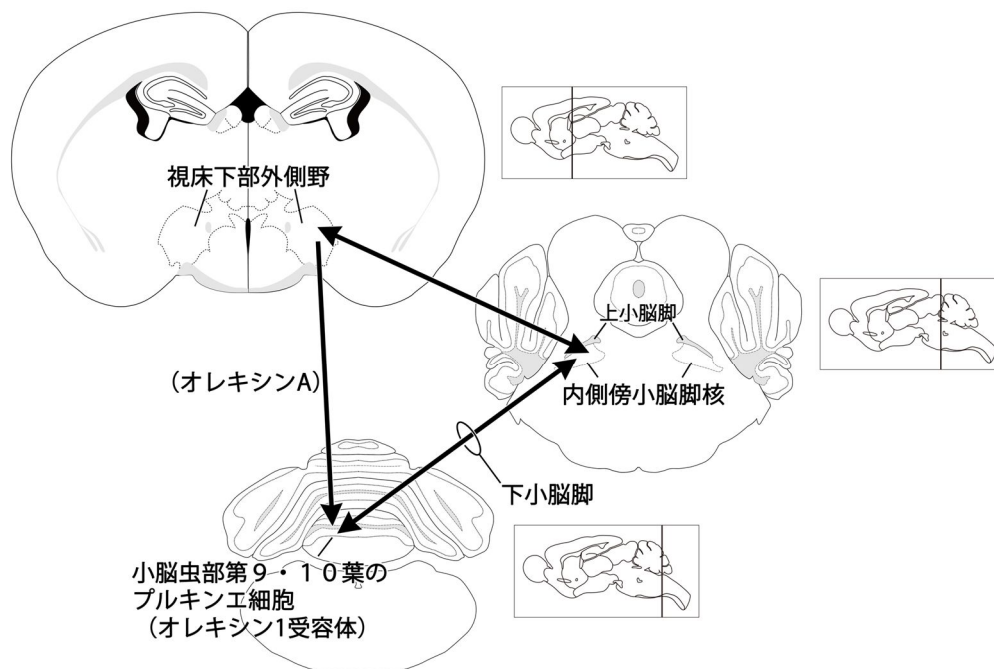 視床下部外側野
上小脳脚
内側傍小脳脚核
（オレキシンA）
下小脳脚
小脳虫部第９・１０葉の
プルキンエ細胞
（オレキシン1受容体）